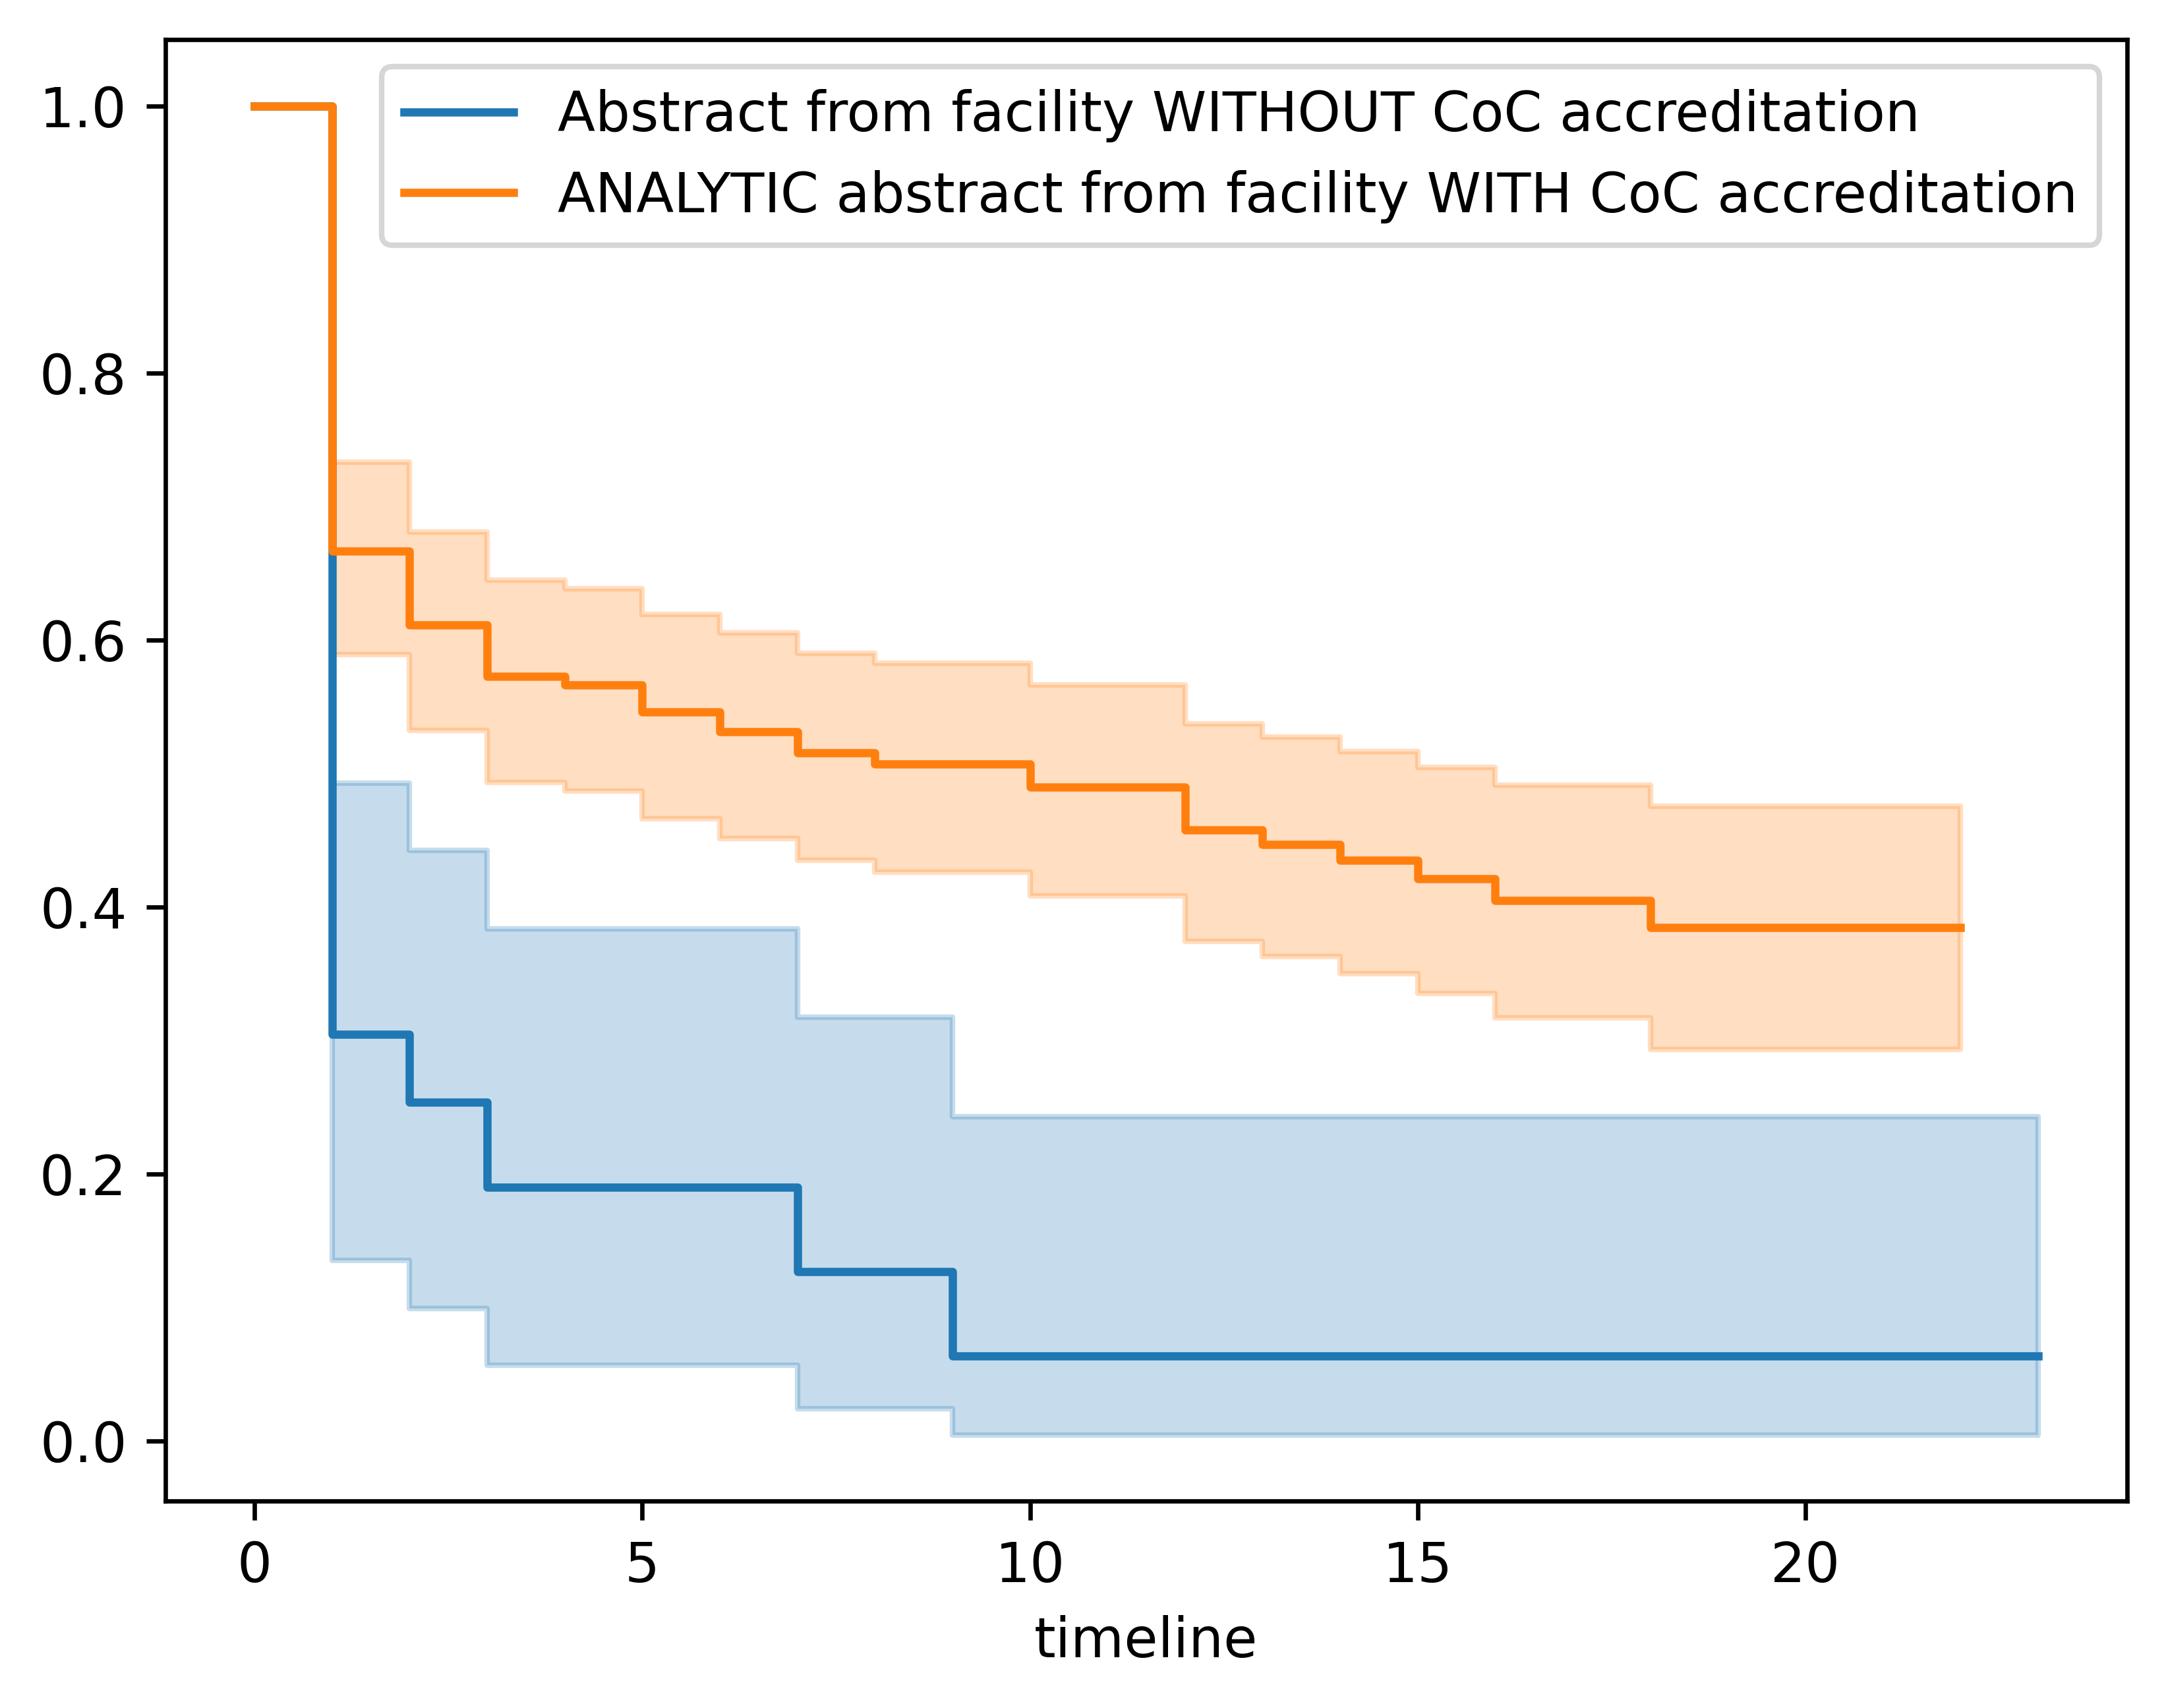 Abstract from facility WITHOUT CoC accreditation
ANALYTIC abstract from facility WITH CoC accreditation
1.0
0.8
0.6
0.4
0.2
0.0
0 5 10 15 20
timeline